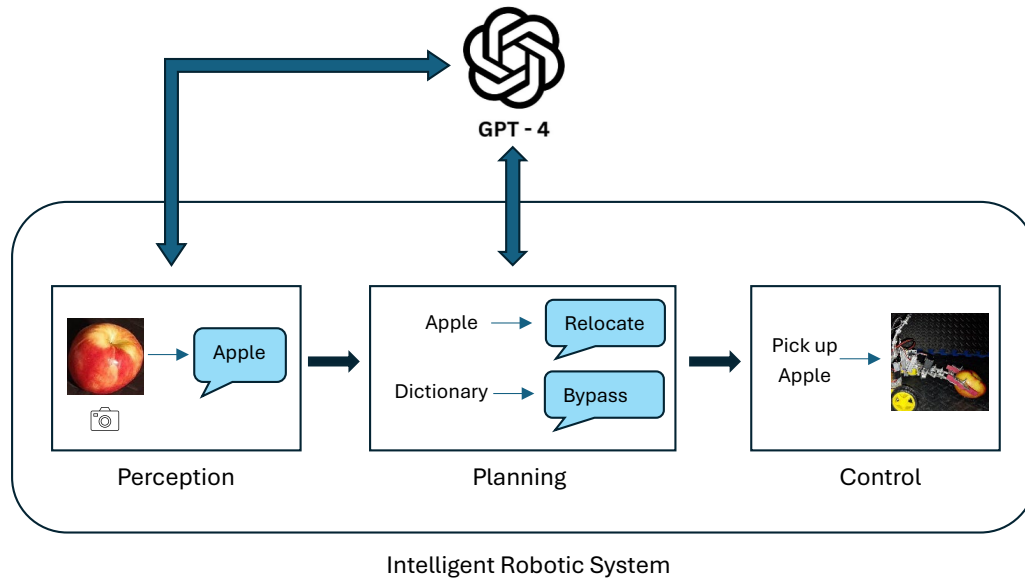 GPT - 4
Apple
Perception
Apple
Relocate
Dictionary
Bypass
Planning
Pick up
Apple
Control
Intelligent Robotic System